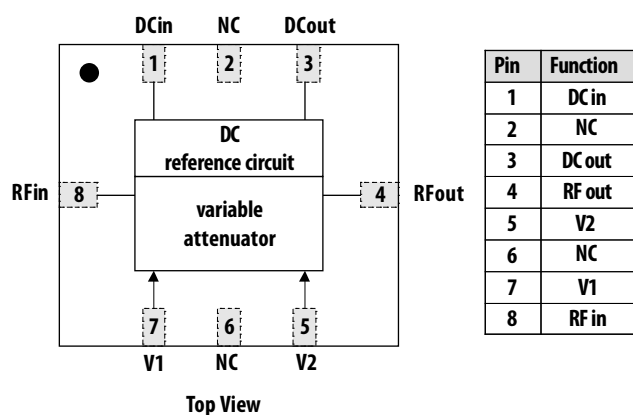 DCin NC DCout
1 2 3
DC
reference circuit
RFin 8 4 RFout
variable
attenuator
7 6 5
V1 NC V2
Top View
Pin Function
1 DC in
2 NC
3 DC out
4 RF out
5 V2
6 NC
7 V1
8 RF in